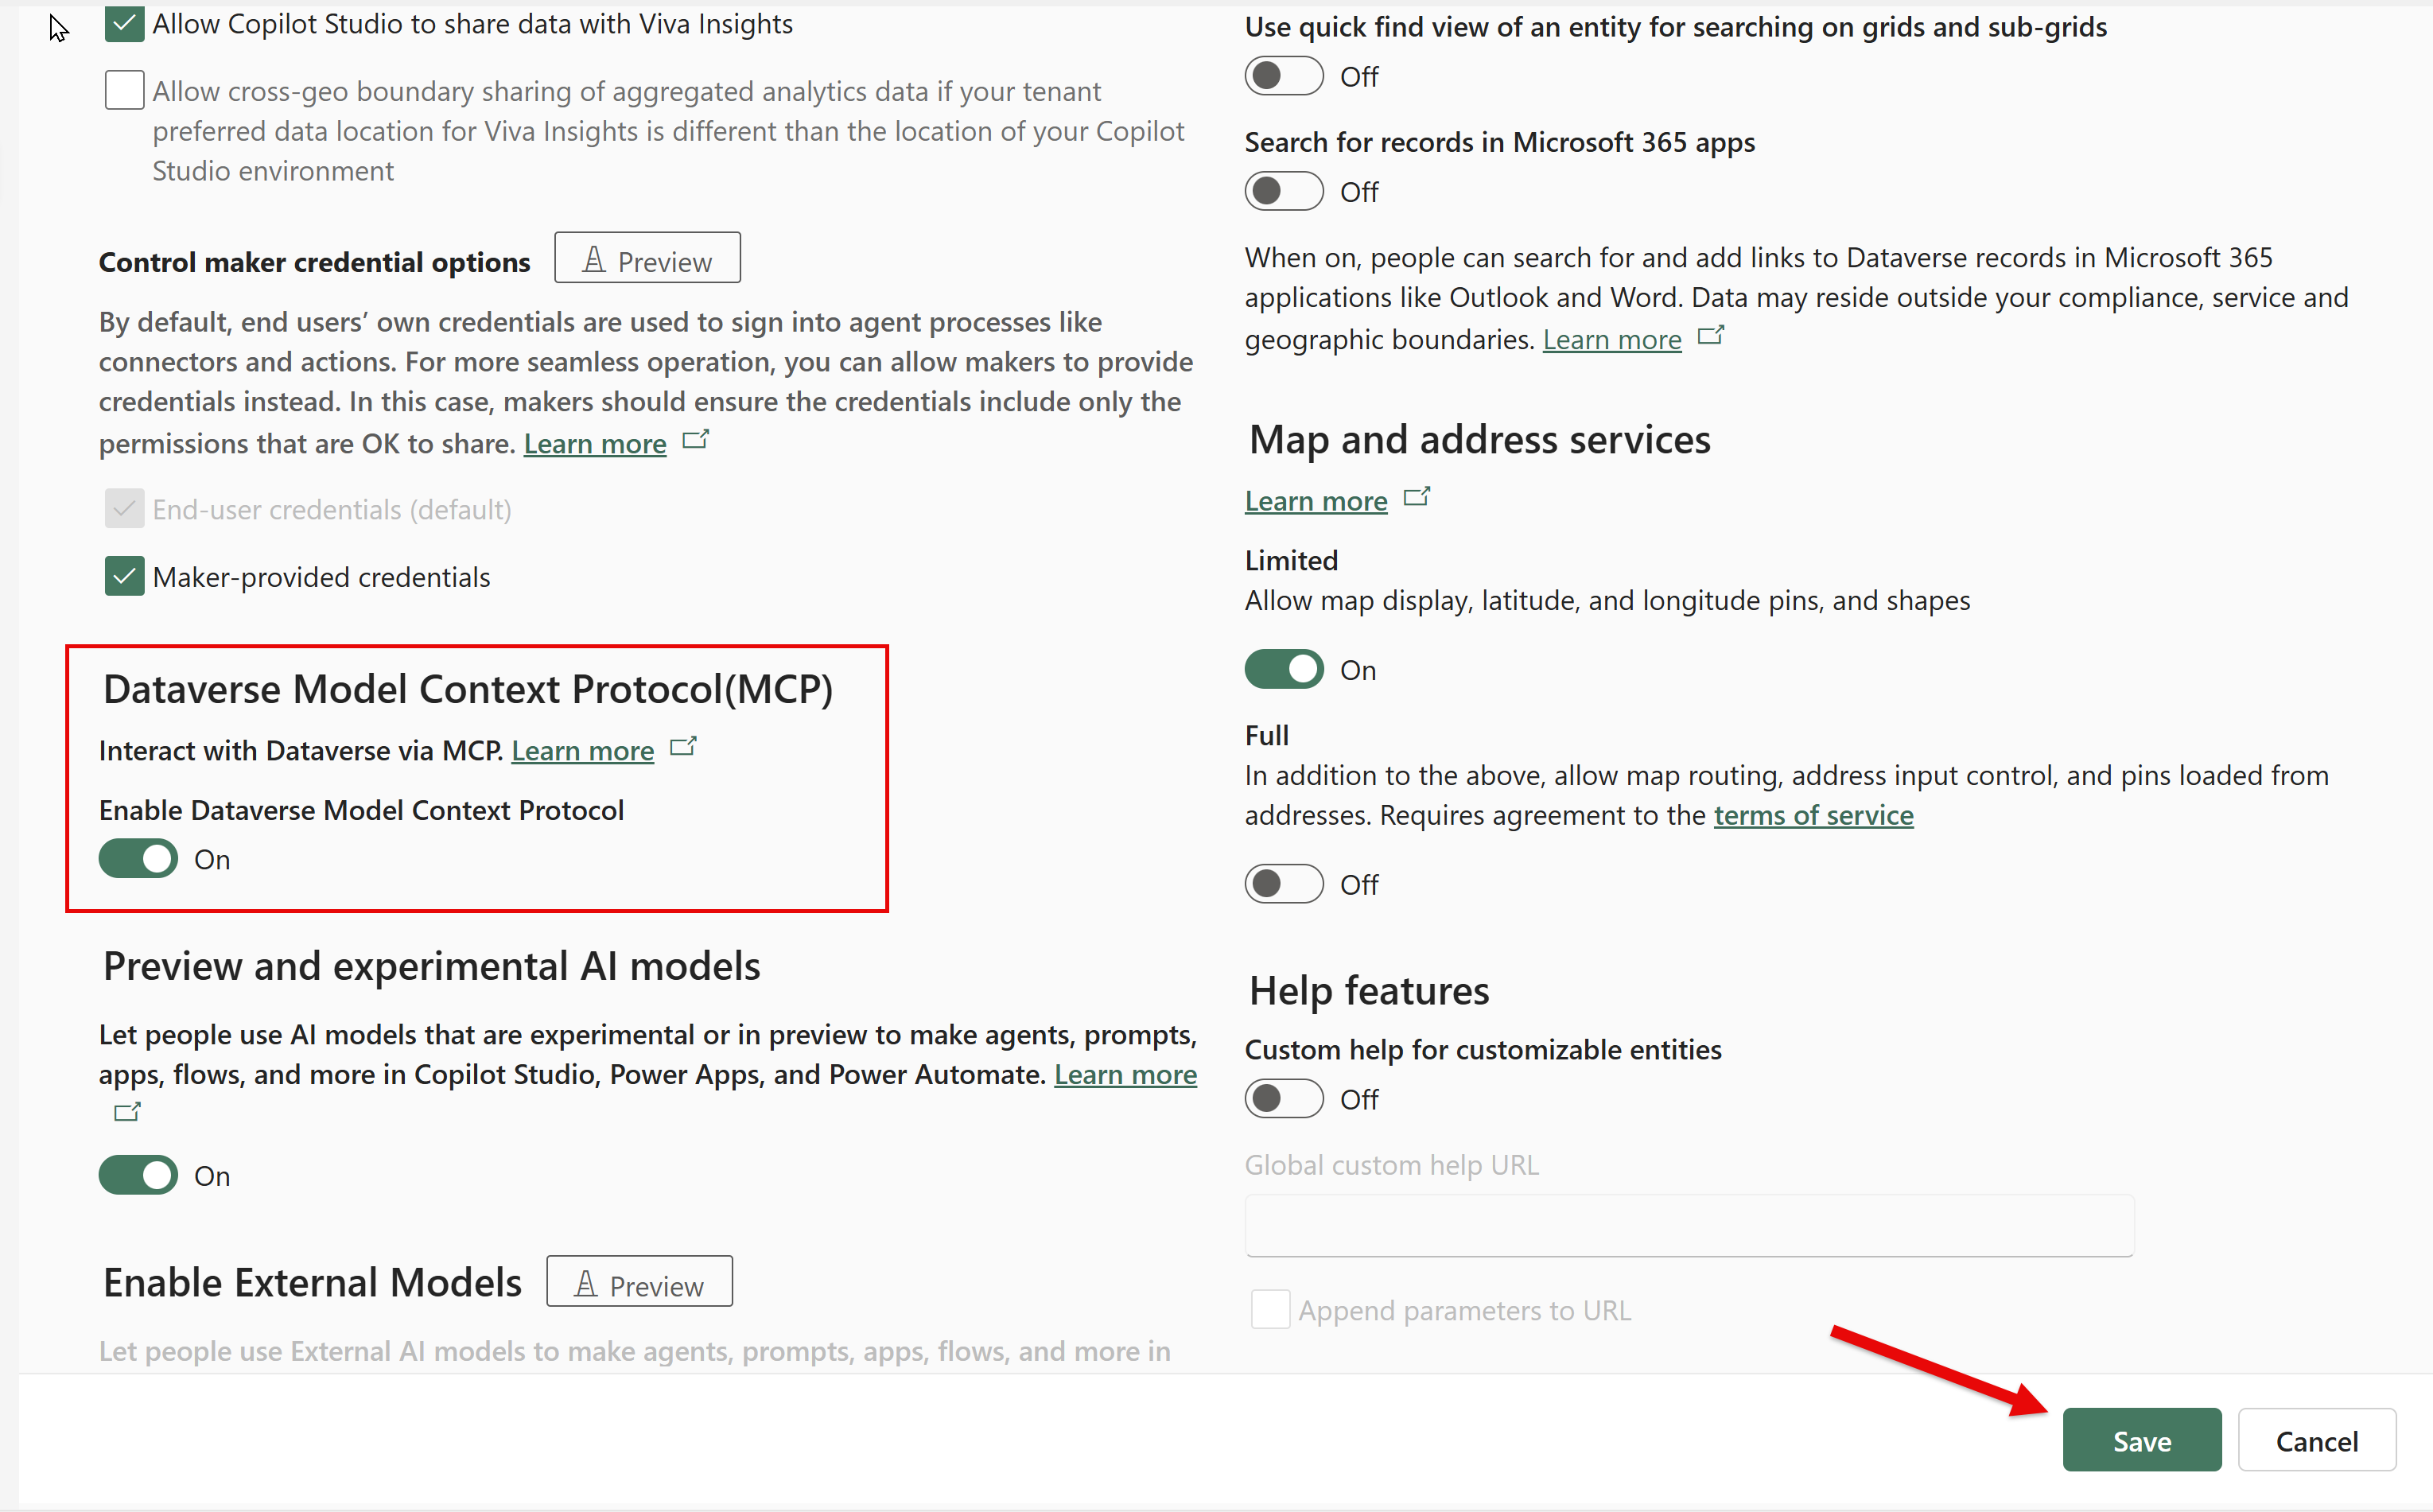 Allow Copilot Studio to share data with Viva Insights
Allow cross-geo boundary sharing of aggregated analytics data if your tenant
preferred data location for Viva Insights is different than the location of your Copilot
Studio environment
Control maker credential options
Preview
By default, end users’ own credentials are used to sign into agent processes like
connectors and actions. For more seamless operation, you can allow makers to provide
credentials instead. In this case, makers should ensure the credentials include only the
permissions that are OK to share. Learn more
End-user credentials (default)
Maker-provided credentials
Dataverse Model Context Protocol(MCP)
Interact with Dataverse via MCP. Learn more
Enable Dataverse Model Context Protocol
On
Preview and experimental AI models
Let people use AI models that are experimental or in preview to make agents, prompts,
apps, flows, and more in Copilot Studio, Power Apps, and Power Automate. Learn more
On
Enable External Models
Preview
Let people use External AI models to make agents, prompts, apps, flows, and more in
Use quick find view of an entity for searching on grids and sub-grids
Off
Search for records in Microsoft 365 apps
Off
When on, people can search for and add links to Dataverse records in Microsoft 365
applications like Outlook and Word. Data may reside outside your compliance, service and
geographic boundaries. Learn more
Map and address services
Learn more
Limited
Allow map display, latitude, and longitude pins, and shapes
On
Full
In addition to the above, allow map routing, address input control, and pins loaded from
addresses. Requires agreement to the terms of service
Off
Help features
Custom help for customizable entities
Off
Global custom help URL
Append parameters to URL
Save
Cancel